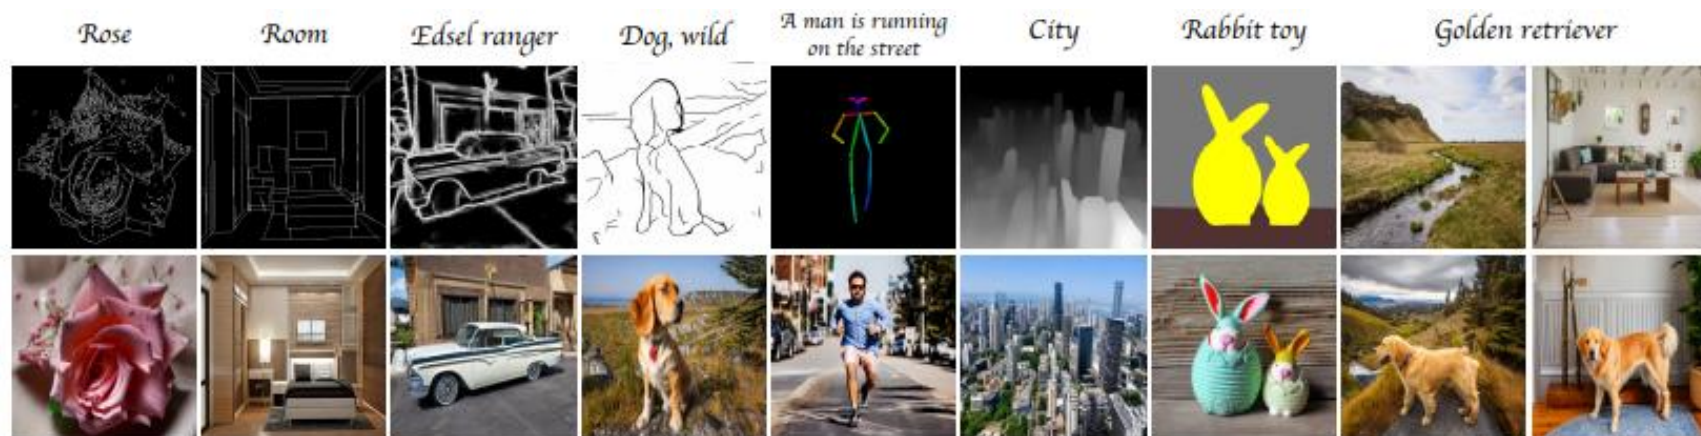 Rose
Room
Edsel ranger
Dog, wild
A man is running
on the street
City
Rabbit toy
Golden retriever